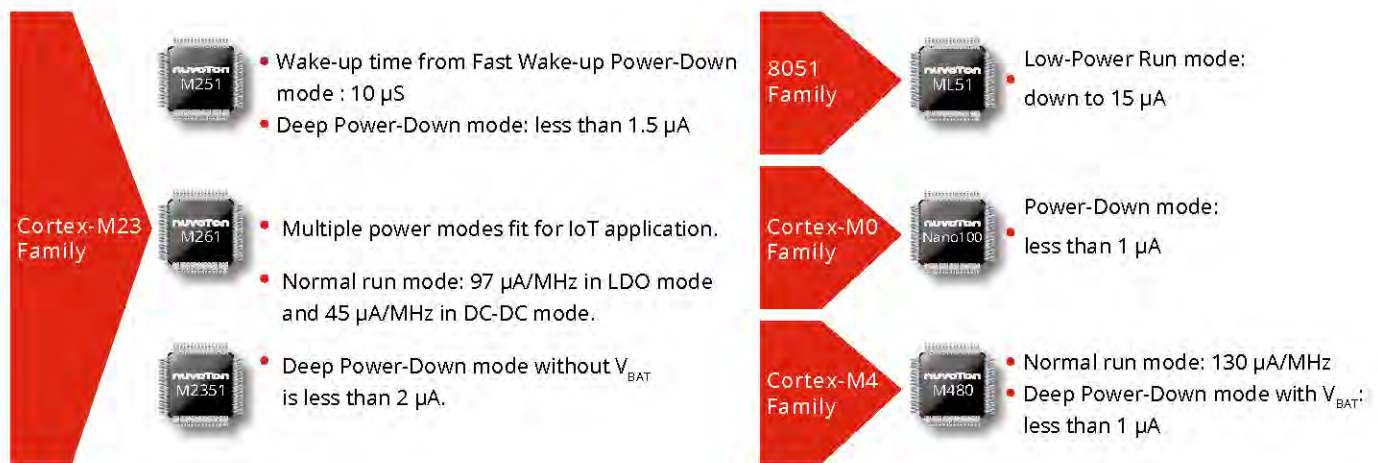 Cortex-M23
Family
nuvoTon
M251
• Wake-up time from Fast Wake-up Power-Down
mode : 10 µS
• Deep Power-Down mode: less than 1.5 µA
nuvoTon
M261
• Multiple power modes fit for IoT application.
• Normal run mode: 97 µA/MHz in LDO mode
and 45 µA/MHz in DC-DC mode.
nuvoTon
M2351
• Deep Power-Down mode without VBAT
is less than 2 µA.
8051
Family
nuvoTon
ML51
• Low-Power Run mode:
down to 15 µA
Cortex-M0
Family
nuvoTon
Nano100
• Power-Down mode:
less than 1 µA
Cortex-M4
Family
nuvoTon
M480
• Normal run mode: 130 µA/MHz
• Deep Power-Down mode with VBAT:
less than 1 µA